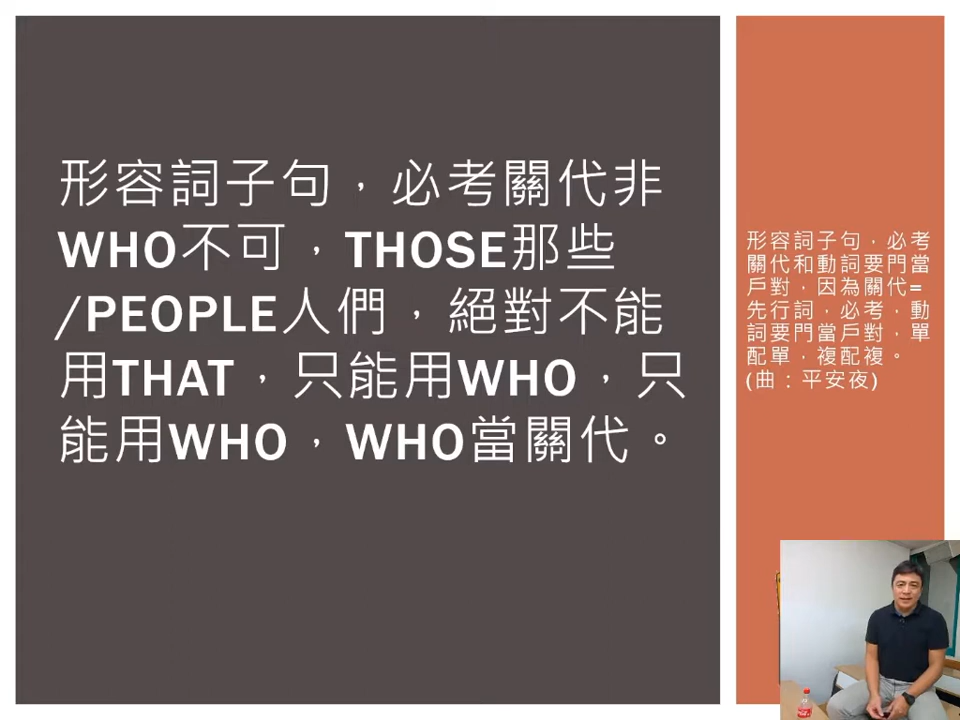 形容詞子句，必考關代非
WHO不可，THOSE那些
/PEOPLE人們，絕對不能
用THAT，只能用WHO，只
能用WHO，WHO當關代。
形容詞子句，必考
關代和動詞要門當
戶對，因為關代=
先行詞，必考，動
詞要門當戶對，單
配單，複配複。
(曲：平安夜)